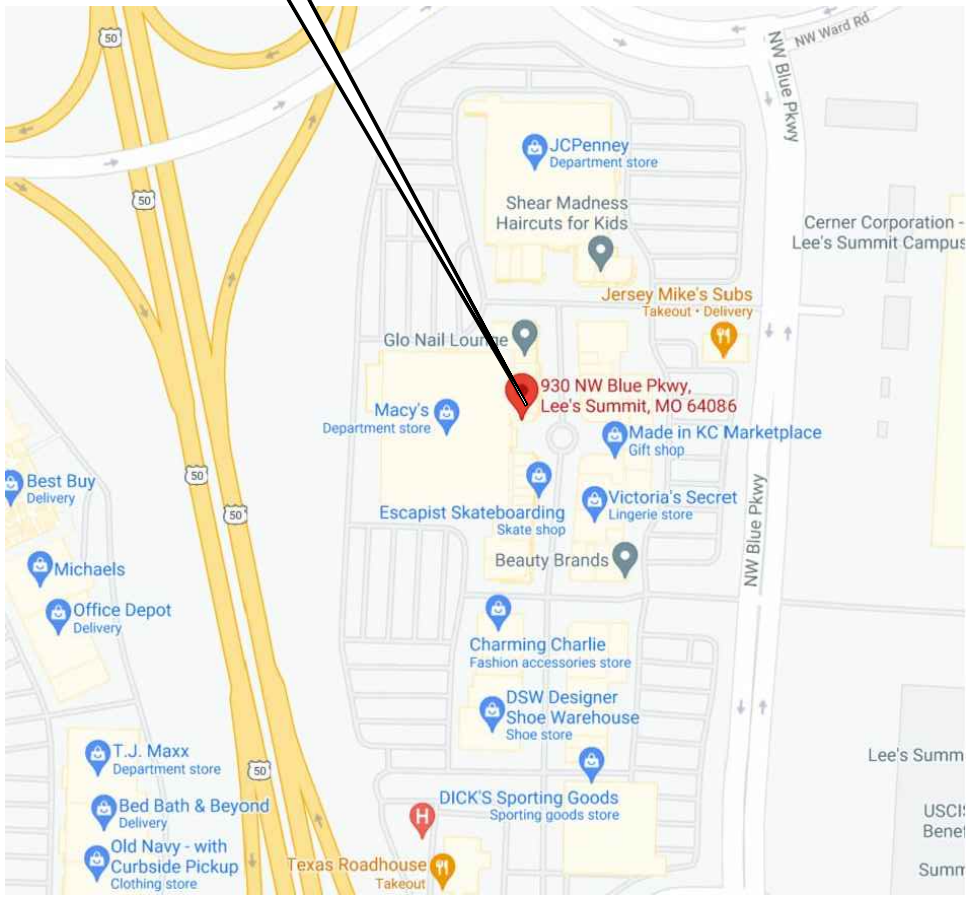 50
NW Ward Rd
NW Blue Pkwy
JCPenney
Department store
50
Shear Madness
Haircuts for Kids
Cerner Corporation -
Lee's Summit Campus
Jersey Mike's Subs
Takeout • Delivery
Glo Nail Lounge
930 NW Blue Pkwy,
Lee's Summit, MO 64086
Macy's
Department store
Made in KC Marketplace
Gift shop
50
Best Buy
Delivery
Escapist Skateboarding
Skate shop
Victoria's Secret
Lingerie store
50
NW Blue Pkwy
Beauty Brands
Michaels
Office Depot
Delivery
Charming Charlie
Fashion accessories store
DSW Designer
Shoe Warehouse
Shoe store
T.J. Maxx
Department store
50
Lee's Summ
DICK'S Sporting Goods
Sporting goods store
Bed Bath & Beyond
Delivery
H
USCIS
Benef
Old Navy - with
Curbside Pickup
Clothing store
Texas Roadhouse
Takeout
Summ